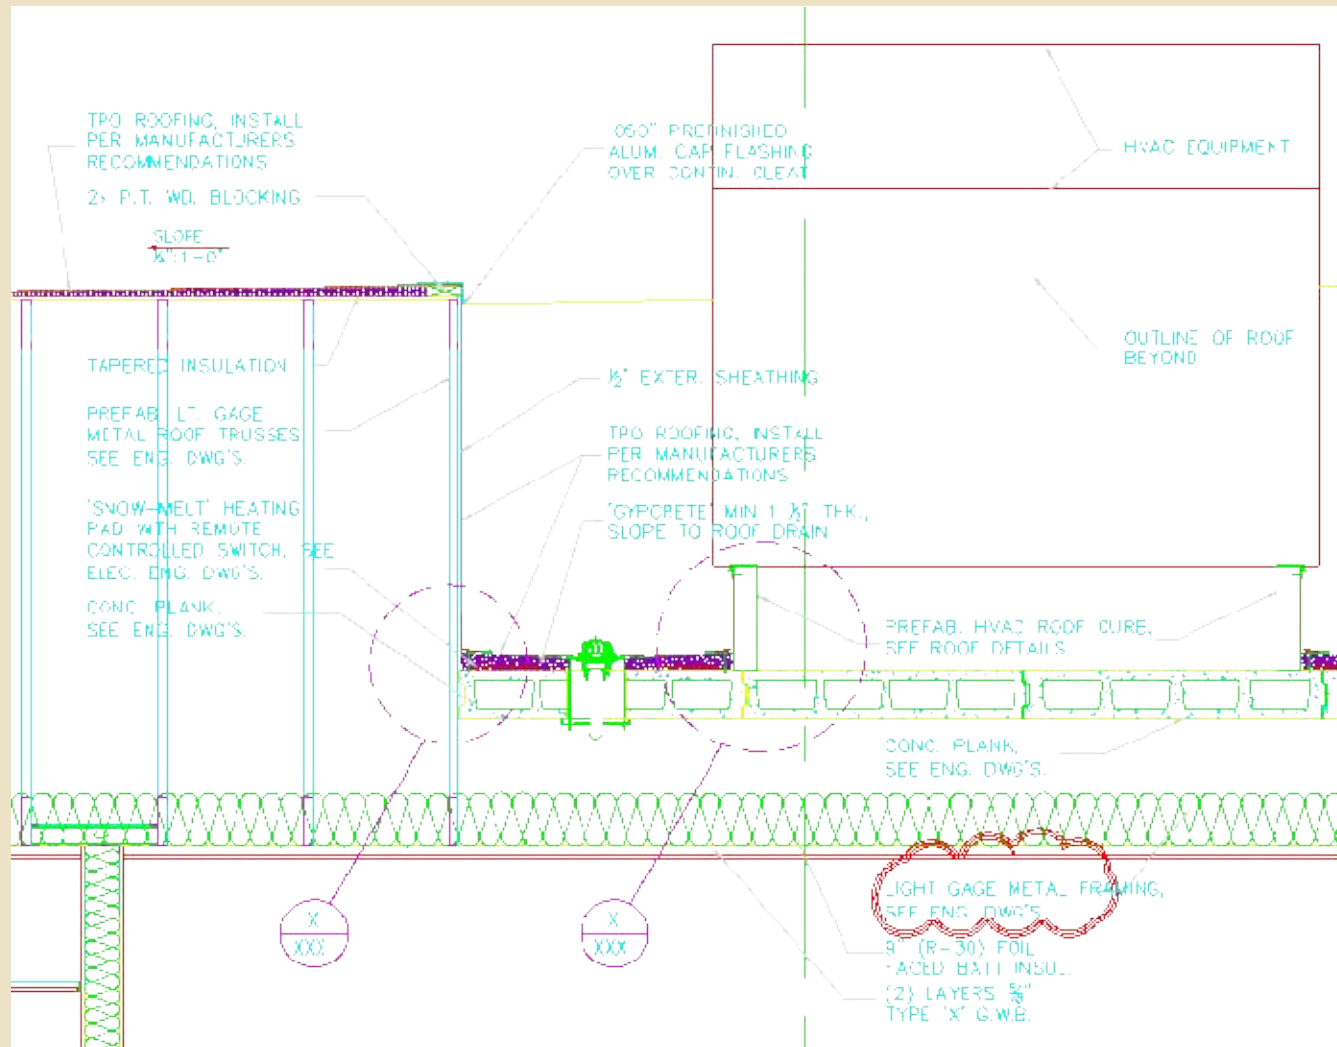 TPO ROOFING, INSTALL
PER MANUFACTURERS
RECOMMENDATIONS
2x P.T. WD. BLOCKING
SLOPE
¼":1-0"
TAPERED INSULATION
PREFAB. LT. GAGE
METAL ROOF TRUSSES
SEE ENG. DWG'S.
'SNOW-MELT' HEATING
PAD WITH REMOTE
CONTROLLED SWITCH, SEE
ELEC. ENG. DWG'S.
CONC. PLANK,
SEE ENG. DWG'S.
.050" PREFINISHED
ALUM. CAP FLASHING
OVER CONTIN. CLEAT
½" EXTER. SHEATHING
TPO ROOFING, INSTALL
PER MANUFACTURERS
RECOMMENDATIONS
'GYPCRETE' MIN 1 ½" THK.,
SLOPE TO ROOF DRAIN
HVAC EQUIPMENT
OUTLINE OF ROOF
BEYOND
PREFAB. HVAC ROOF CURB,
SEE ROOF DETAILS
CONC. PLANK,
SEE ENG. DWG'S.
LIGHT GAGE METAL FRAMING,
SEE ENG. DWG'S
9" (R-30) FOIL
FACED BATT INSUL.
(2) LAYERS ⅝"
TYPE 'X' G.W.B.
X
XXX
X
XXX